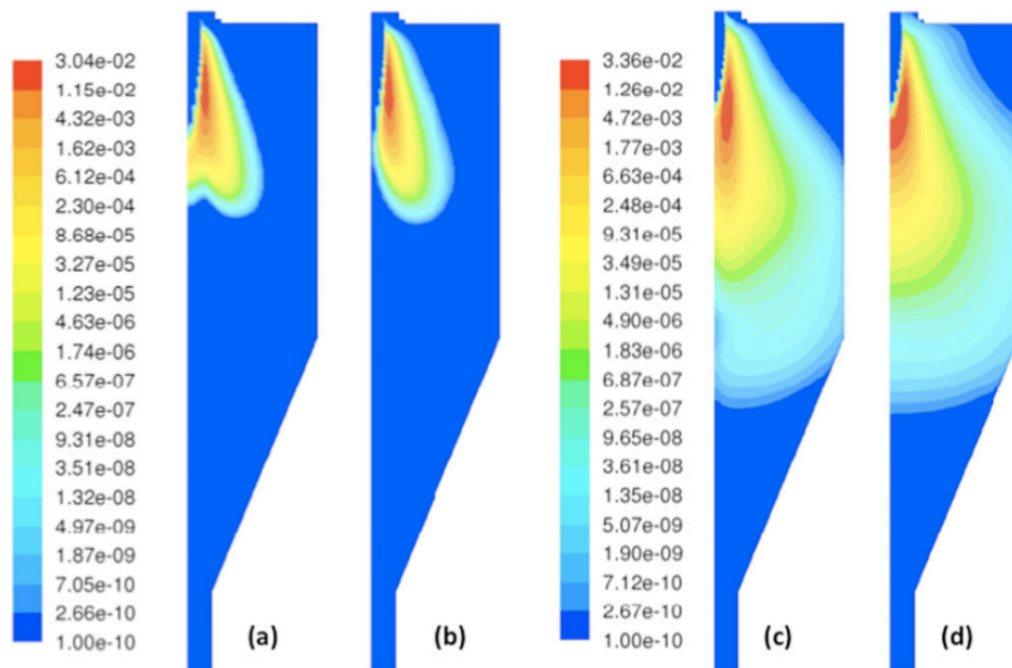 3.04e-02
1.15e-02
4.32e-03
1.62e-03
6.12e-04
2.30e-04
8.68e-05
3.27e-05
1.23e-05
4.63e-06
1.74e-06
6.57e-07
2.47e-07
9.31e-08
3.51e-08
1.32e-08
4.97e-09
1.87e-09
7.05e-10
2.66e-10
1.00e-10
(a)
(b)
3.36e-02
1.26e-02
4.72e-03
1.77e-03
6.63e-04
2.48e-04
9.31e-05
3.49e-05
1.31e-05
4.90e-06
1.83e-06
6.87e-07
2.57e-07
9.65e-08
3.61e-08
1.35e-08
5.07e-09
1.90e-09
7.12e-10
2.67e-10
1.00e-10
(c)
(d)